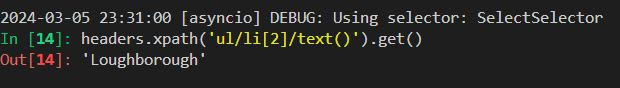 2024-03-05 23:31:00 [asyncio] DEBUG: Using selector: SelectSelector
In [14]: headers.xpath('ul/li[2]/text()').get()
Out[14]: 'Loughborough'